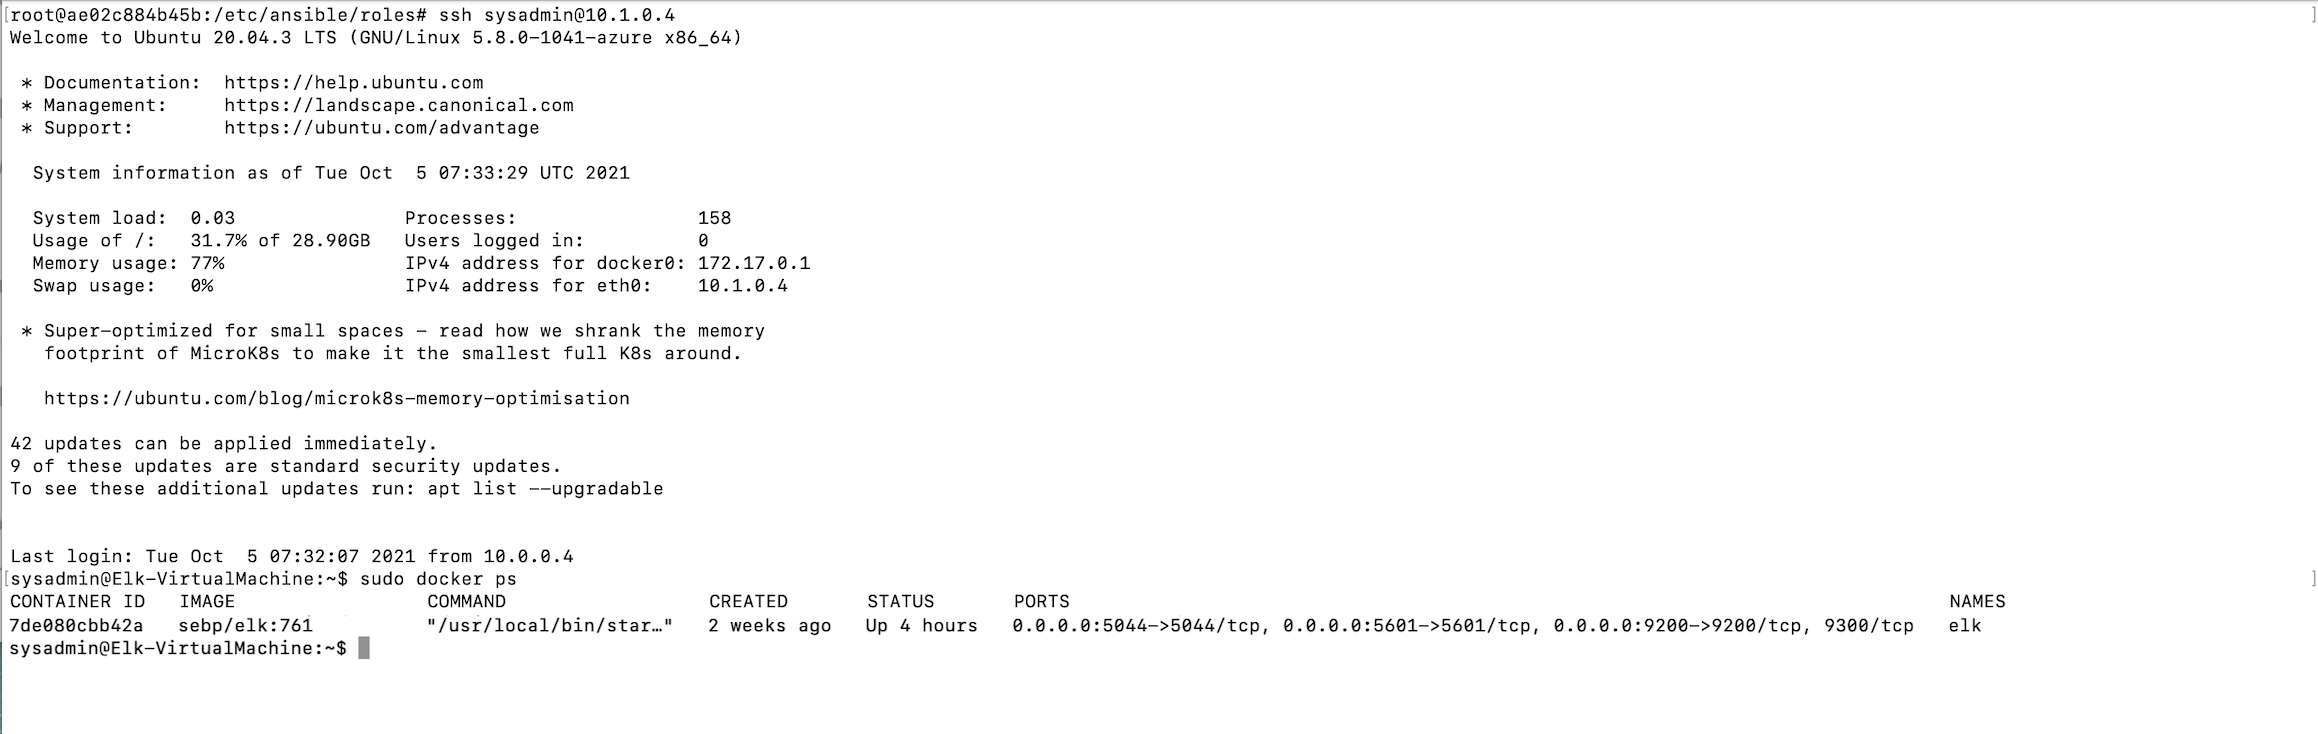 [root@ae02c884b45b:/etc/ansible/roles# ssh sysadmin@10.1.0.4 ]
Welcome to Ubuntu 20.04.3 LTS (GNU/Linux 5.8.0-1041-azure x86_64)
* Documentation:  https://help.ubuntu.com
* Management:     https://landscape.canonical.com
* Support:        https://ubuntu.com/advantage
System information as of Tue Oct  5 07:33:29 UTC 2021
System load:  0.03               Processes:                158
Usage of /:   31.7% of 28.90GB   Users logged in:          0
Memory usage: 77%                IPv4 address for docker0: 172.17.0.1
Swap usage:   0%                 IPv4 address for eth0:    10.1.0.4
* Super-optimized for small spaces - read how we shrank the memory
footprint of MicroK8s to make it the smallest full K8s around.
https://ubuntu.com/blog/microk8s-memory-optimisation
42 updates can be applied immediately.
9 of these updates are standard security updates.
To see these additional updates run: apt list --upgradable
Last login: Tue Oct  5 07:32:07 2021 from 10.0.0.4
[sysadmin@Elk-VirtualMachine:~$ sudo docker ps ]
CONTAINER ID   IMAGE          COMMAND                  CREATED       STATUS       PORTS                                                                              NAMES
7de080cbb42a   sebp/elk:761   "/usr/local/bin/star…"   2 weeks ago   Up 4 hours   0.0.0.0:5044->5044/tcp, 0.0.0.0:5601->5601/tcp, 0.0.0.0:9200->9200/tcp, 9300/tcp   elk
sysadmin@Elk-VirtualMachine:~$